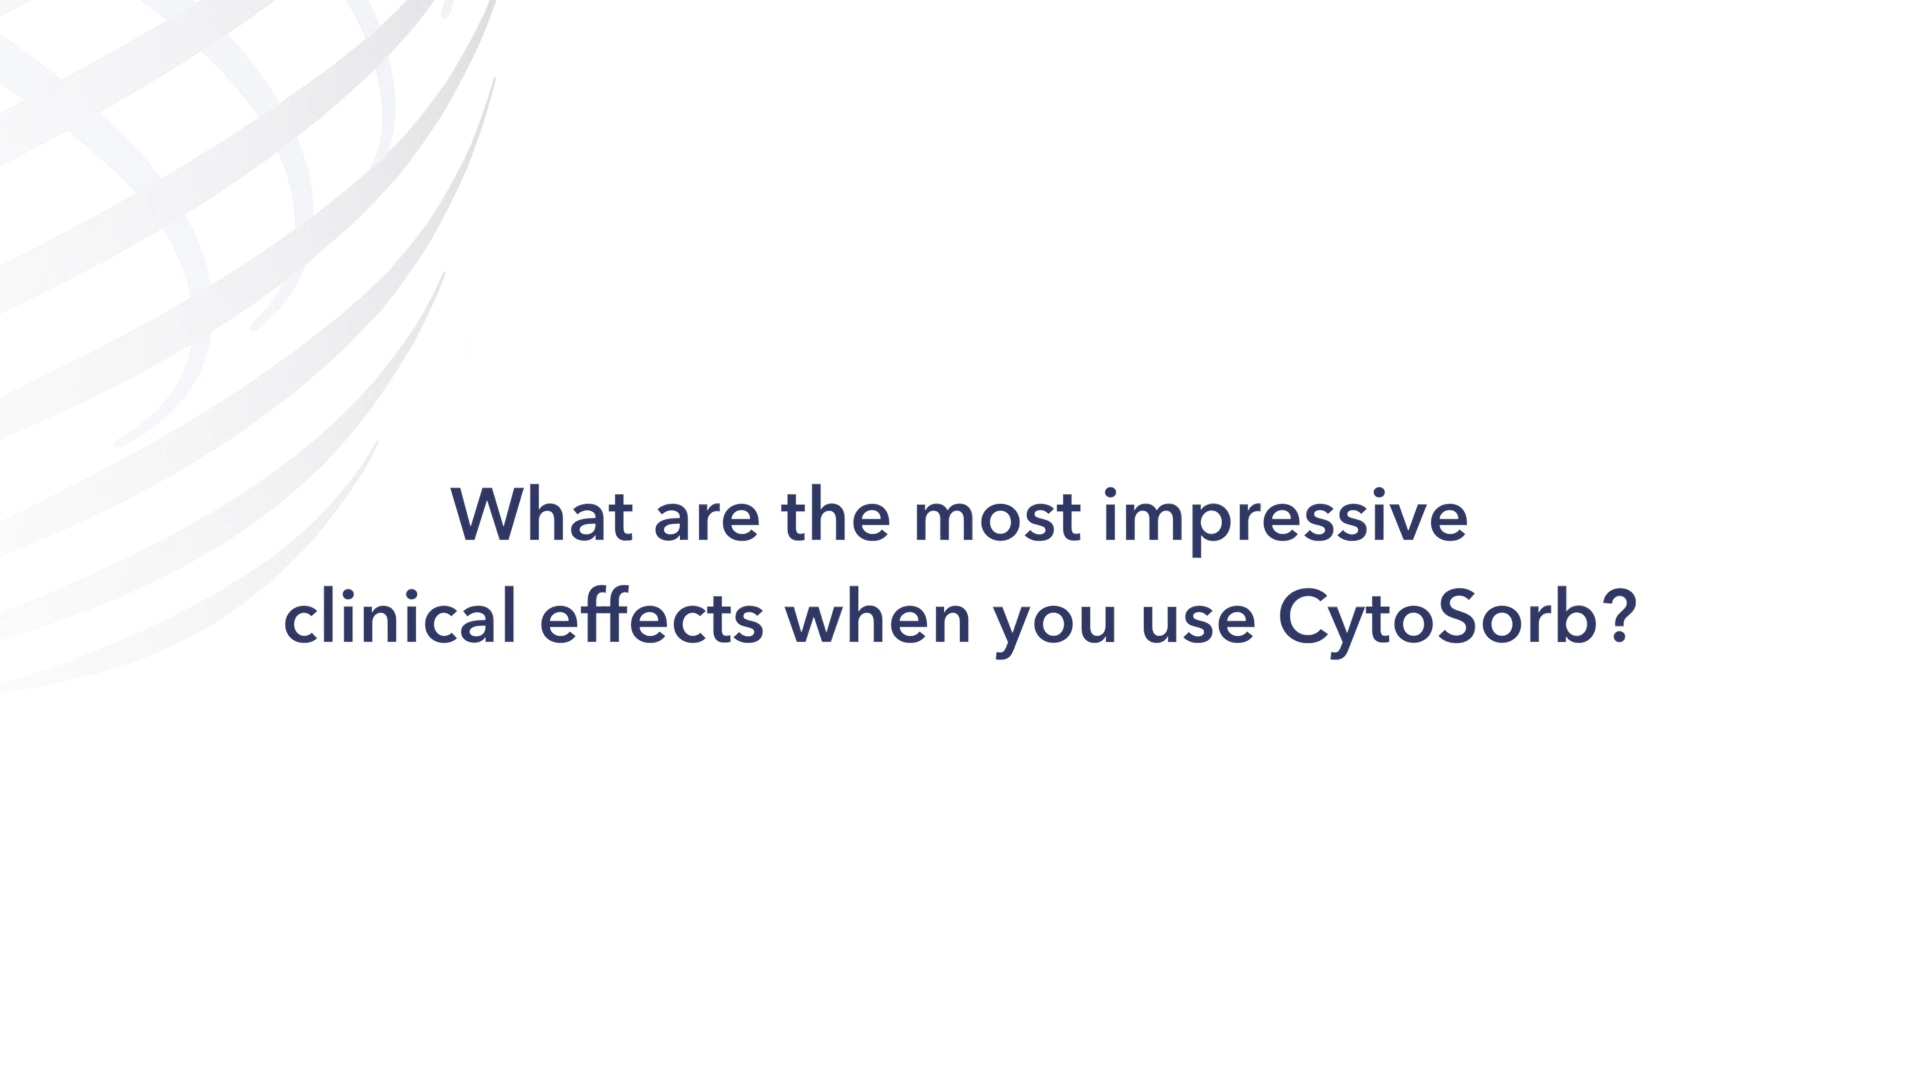 What are the most impressive
clinical effects when you use CytoSorb?